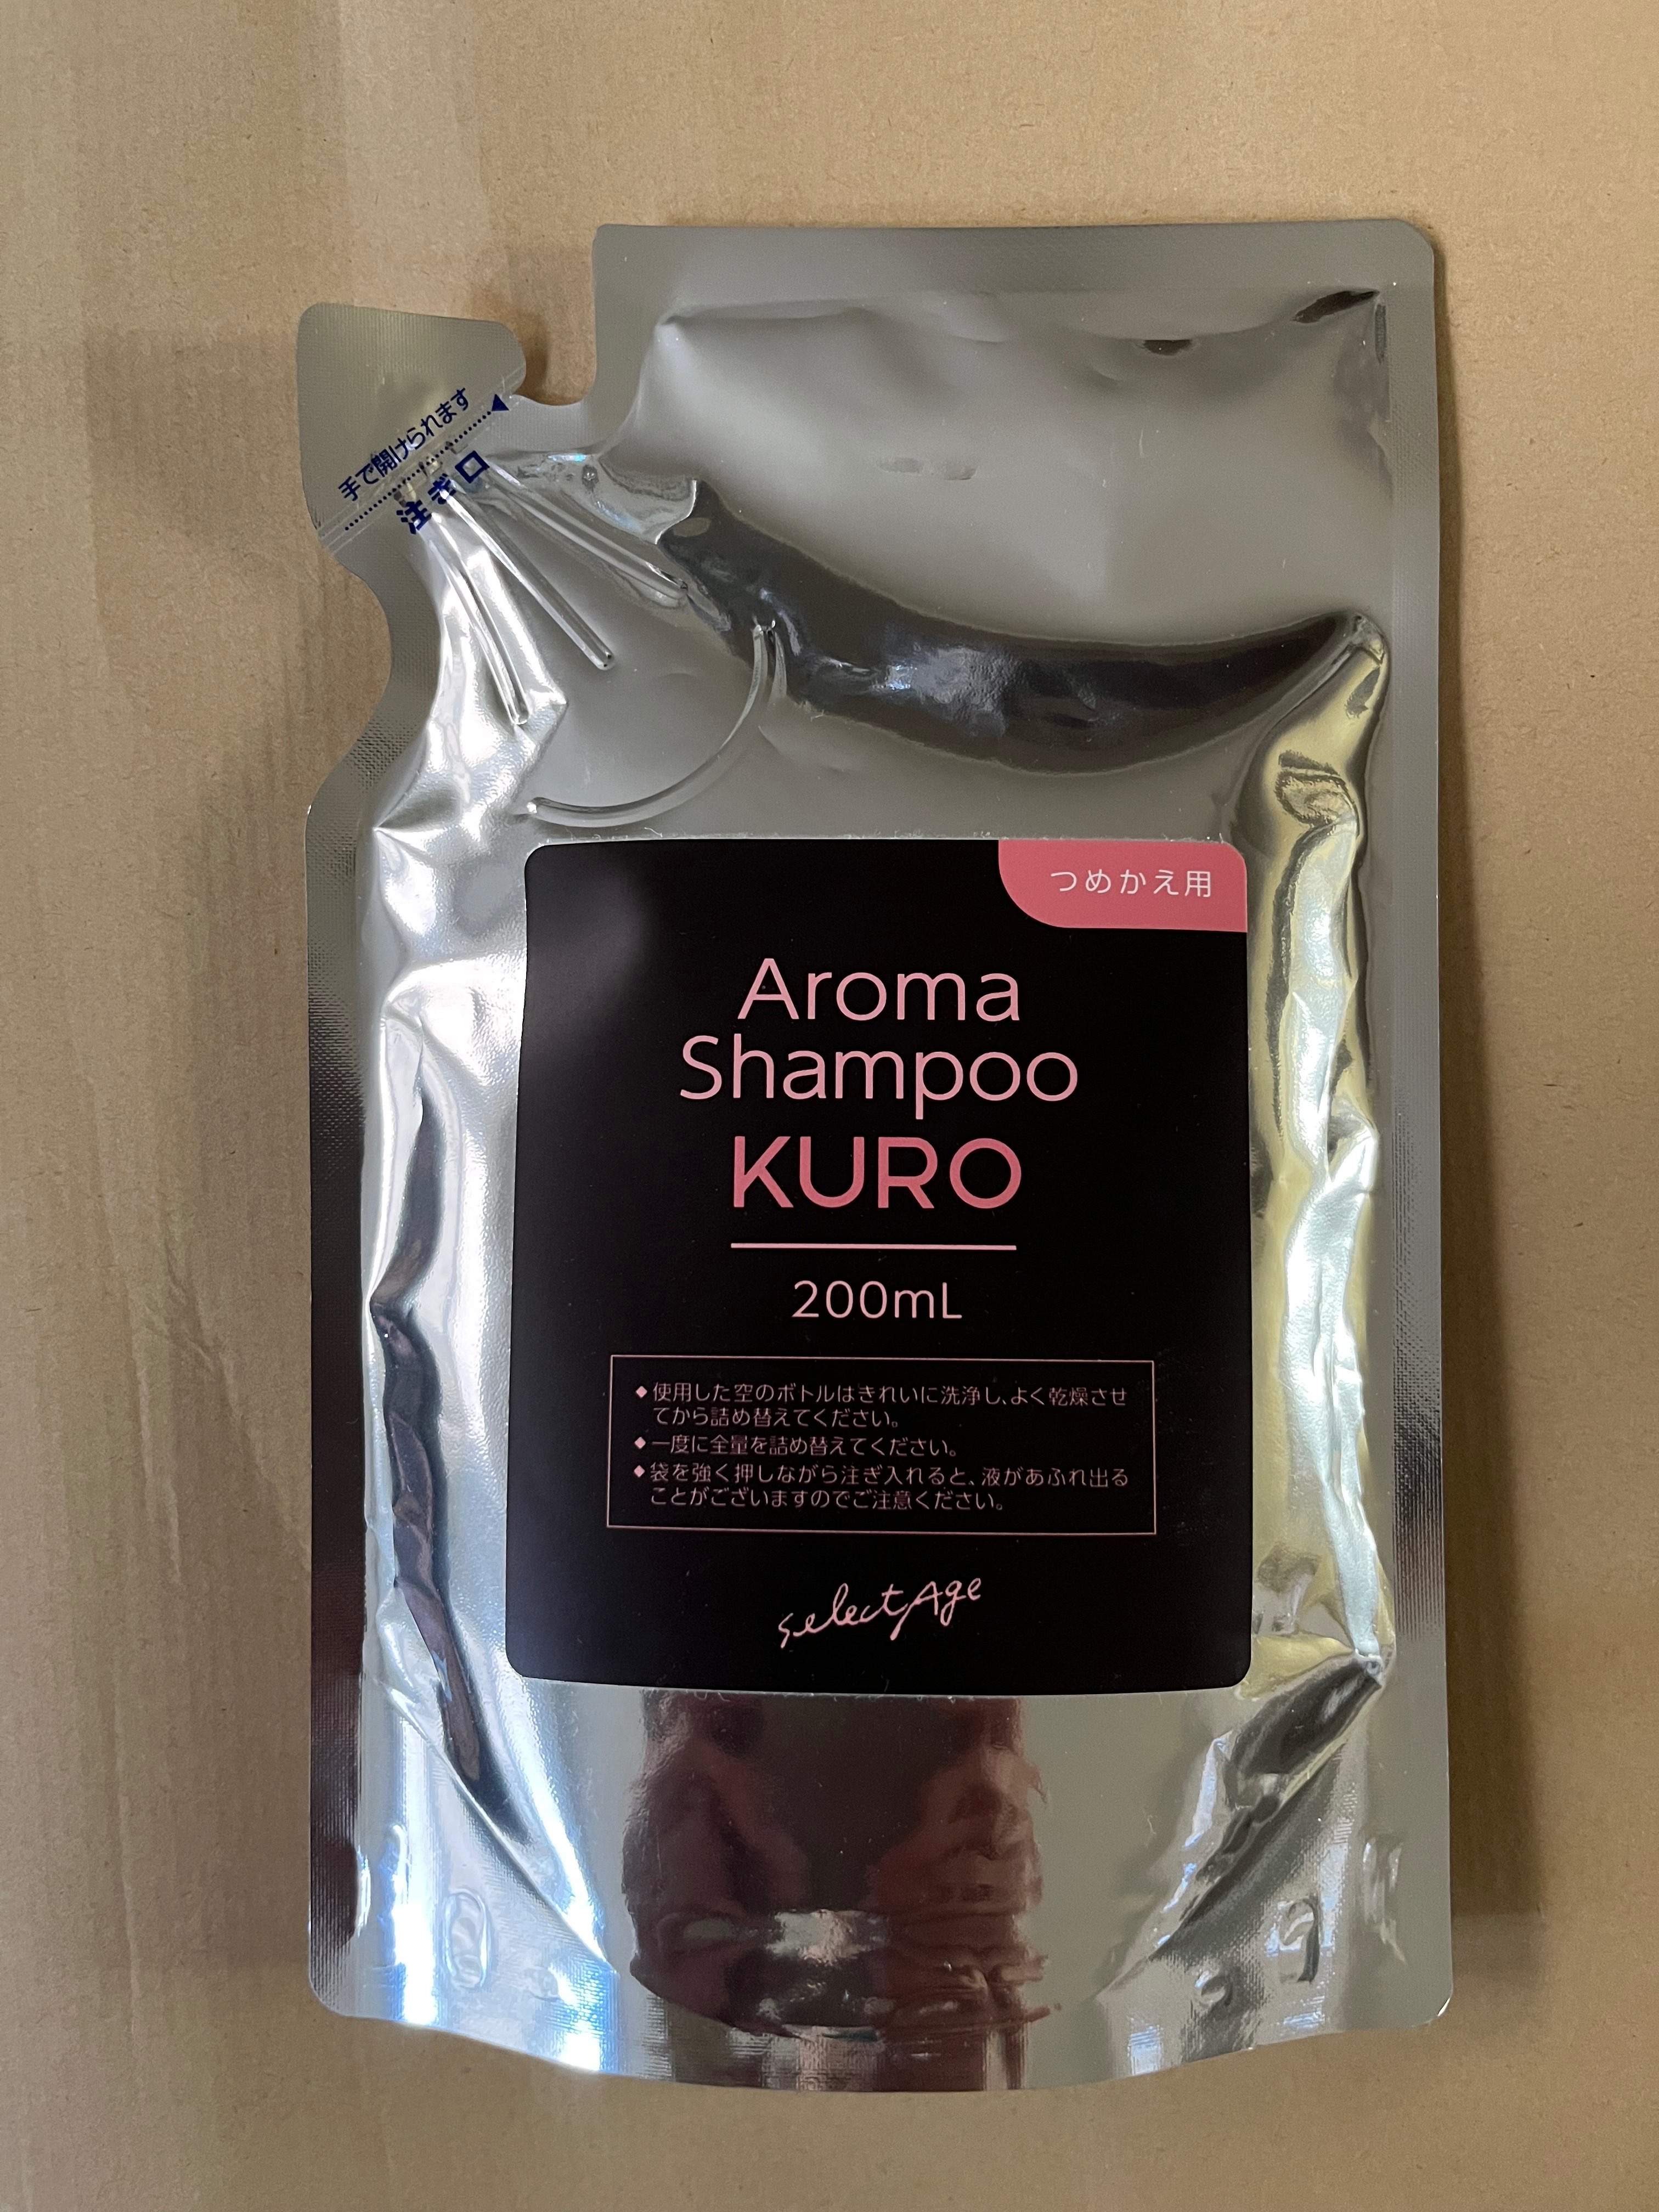 手で開けられます
注ぎ口
つめかえ用
Aroma
Shampoo
KURO
200mL
◆使用した空のボトルはきれいに洗浄し、よく乾燥させ
てから詰め替えてください。
◆一度に全量を詰め替えてください。
◆袋を強く押しながら注ぎ入れると、液があふれ出る
ことがございますのでご注意ください。
selectAge